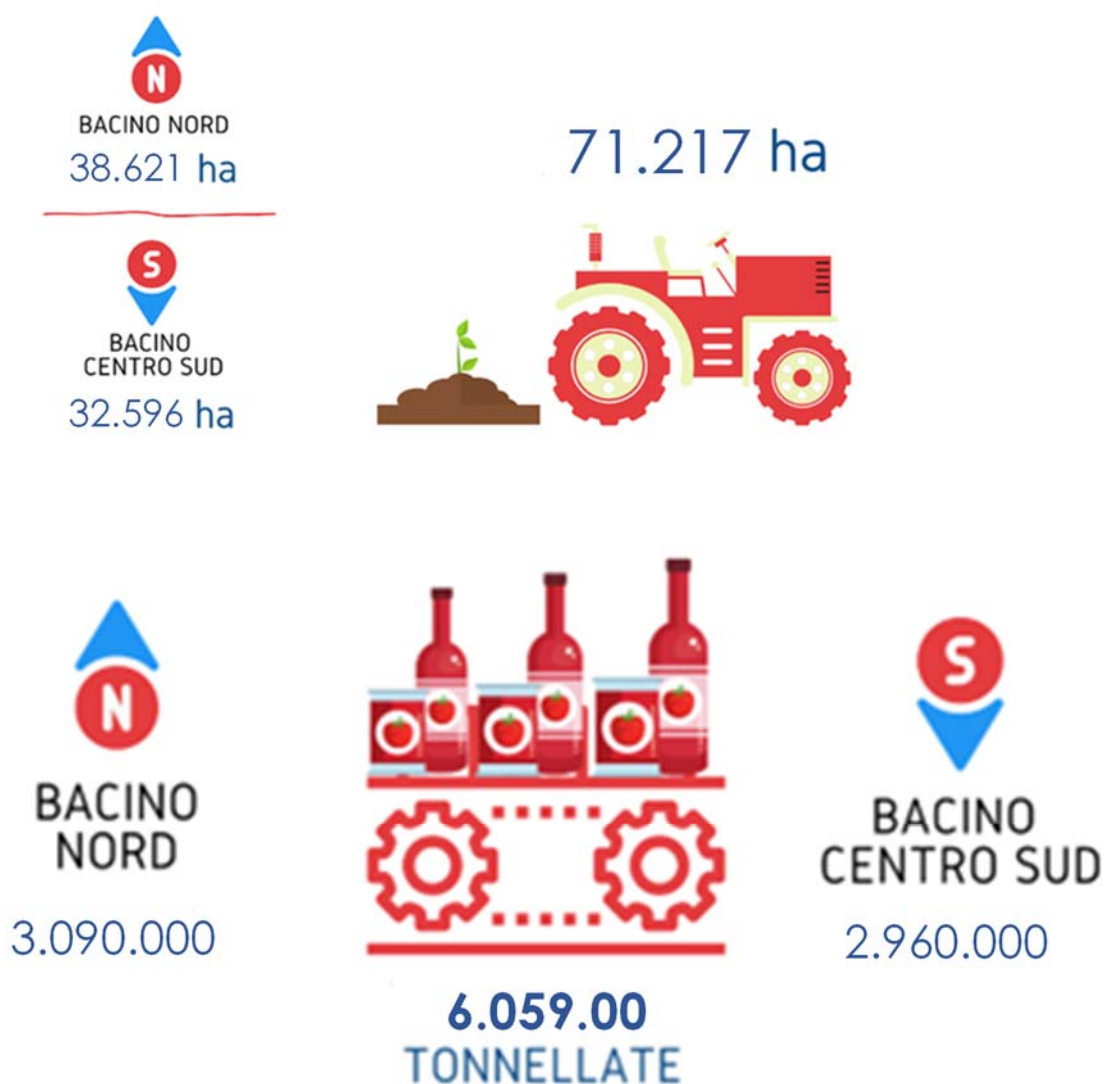 N
BACINO NORD
38.621 ha
71.217 ha
S
BACINO
CENTRO SUD
32.596 ha
N
BACINO
NORD
3.090.000
S
BACINO
CENTRO SUD
2.960.000
6.059.00
TONNELLATE